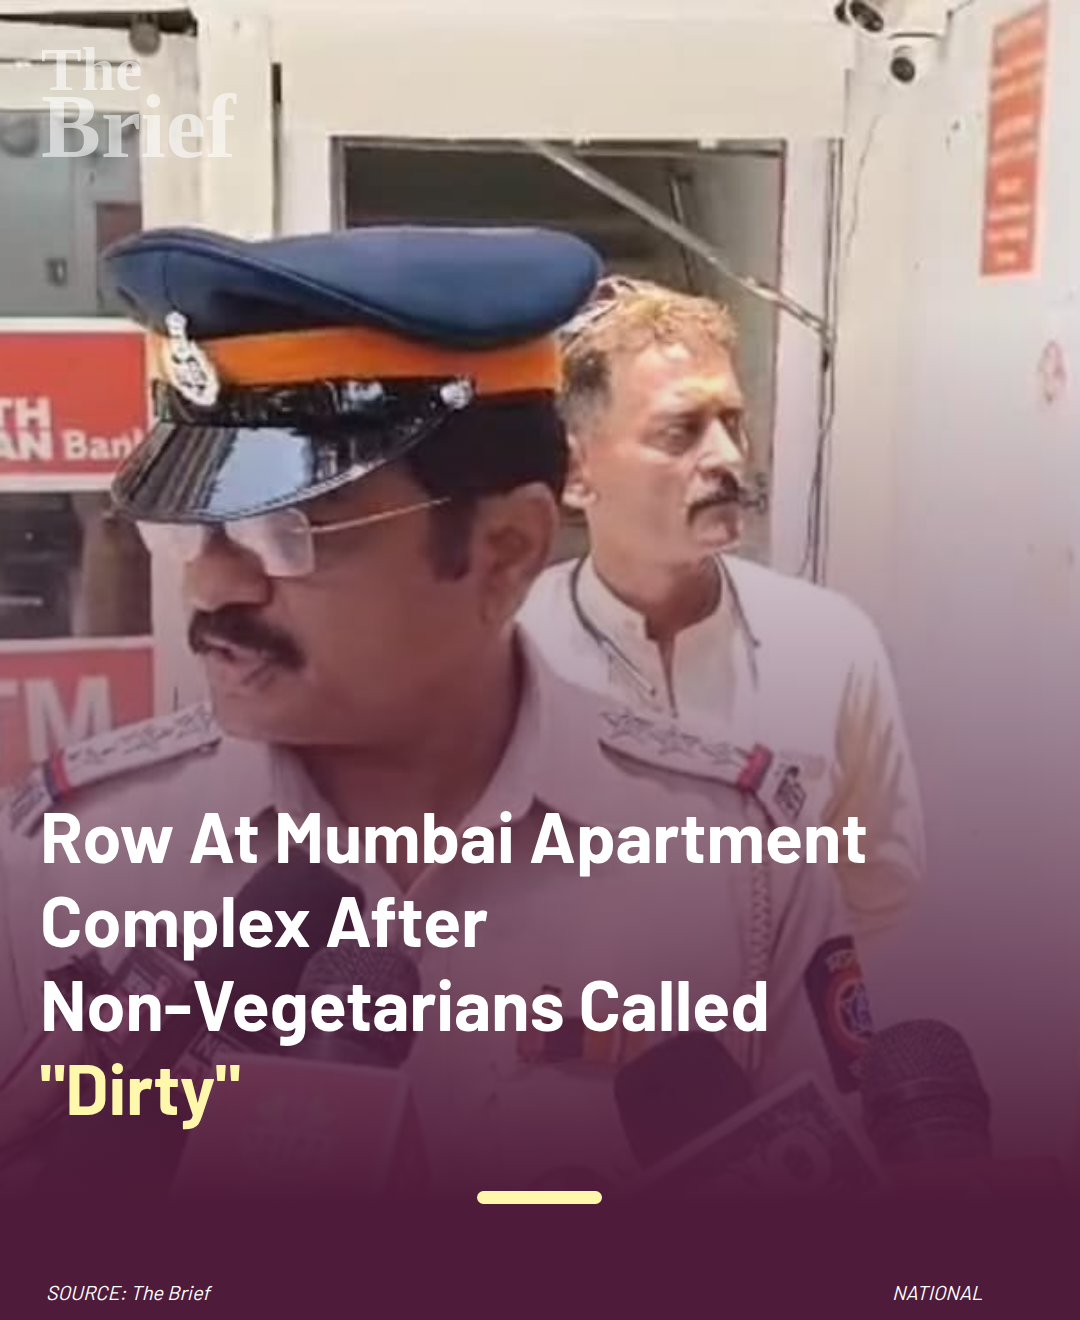 The
Brief
TH
AN Bank
TM
Row At Mumbai Apartment
Complex After
Non-Vegetarians Called
"Dirty"
SOURCE: The Brief
NATIONAL